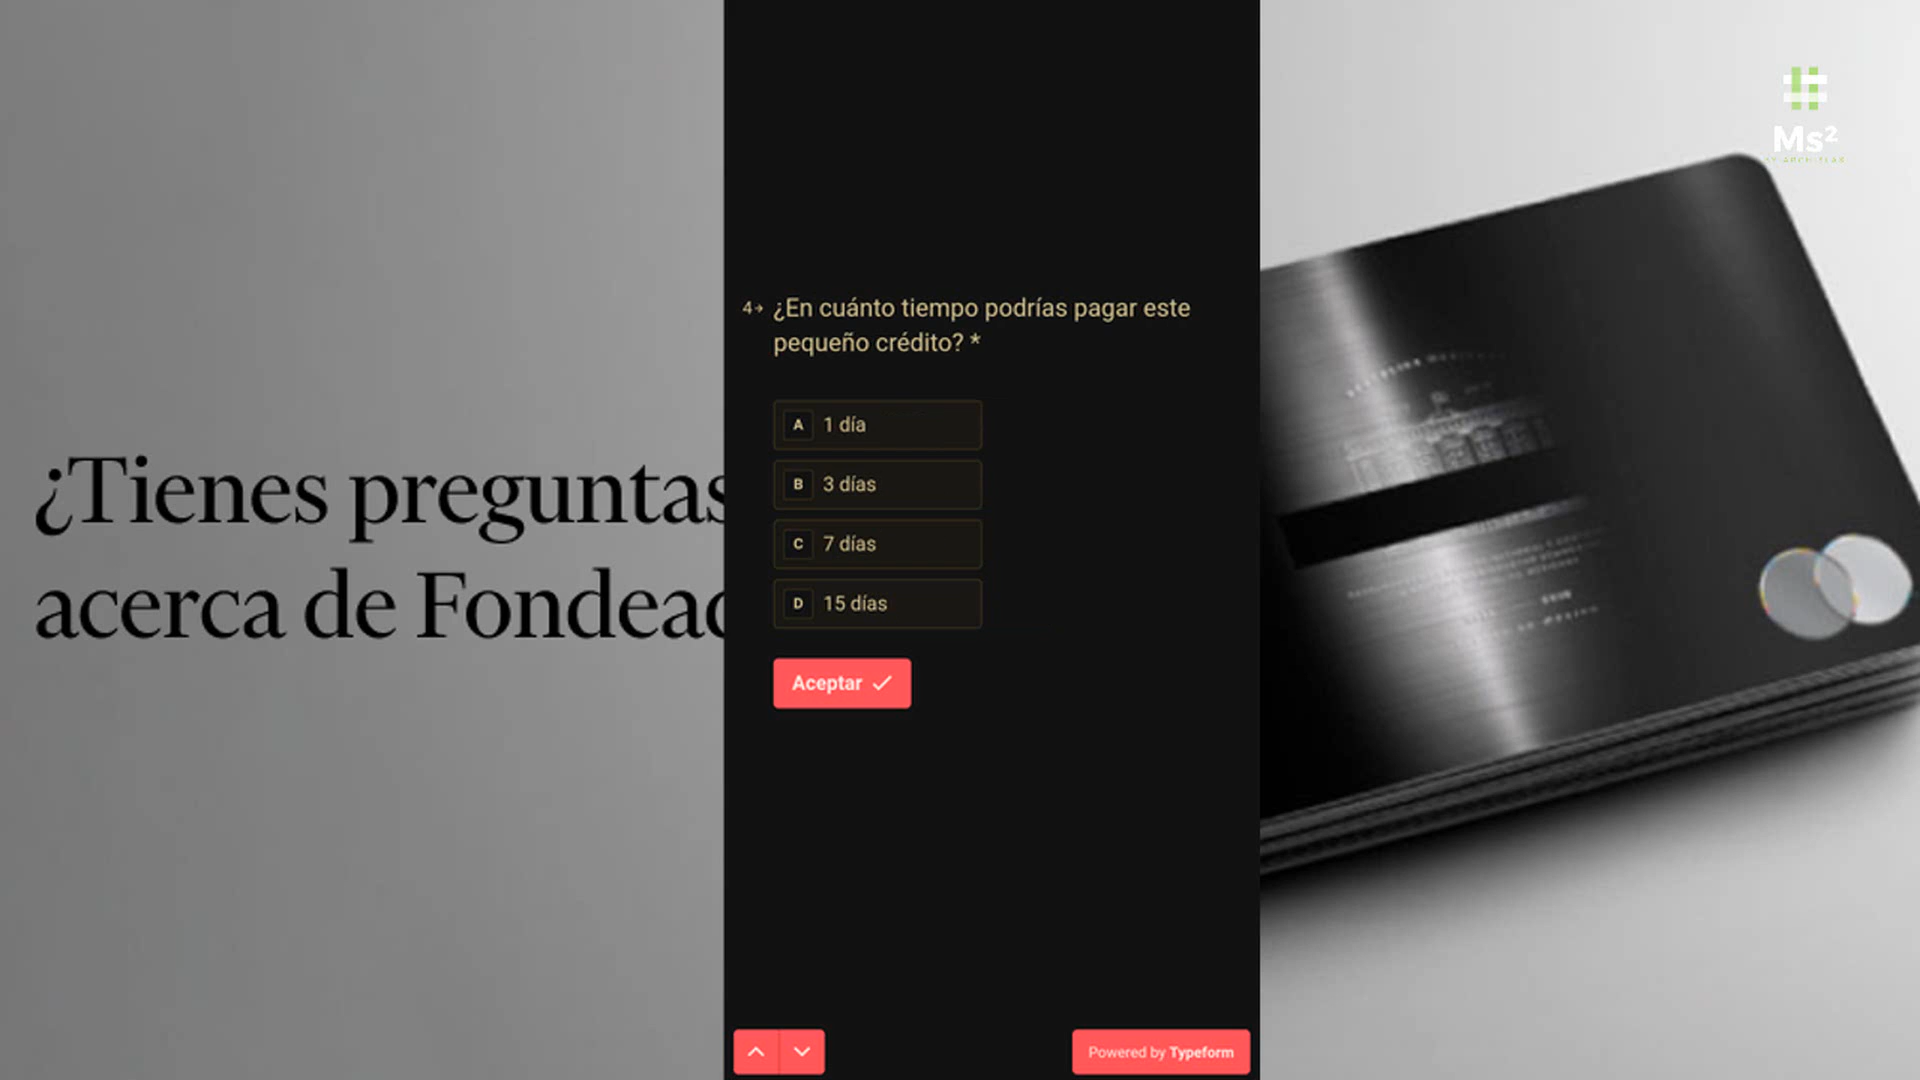 ¿Tienes preguntas
acerca de Fondead
4 ¿En cuánto tiempo podrías pagar este
pequeño crédito? *
A 1 día
B 3 días
C 7 días
D 15 días
Aceptar
Powered by Typeform
Ms²